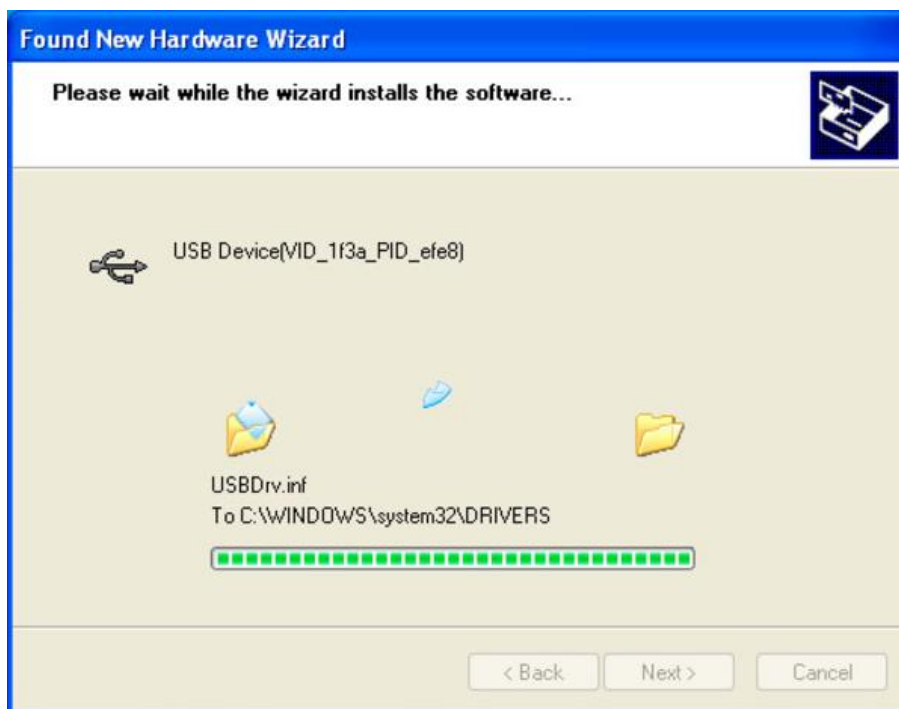 Found New Hardware Wizard
Please wait while the wizard installs the software...
USB Device(VID_1f3a_PID_efe8)
USBDrv.inf
To C:\WINDOWS\system32\DRIVERS
< Back
Next >
Cancel